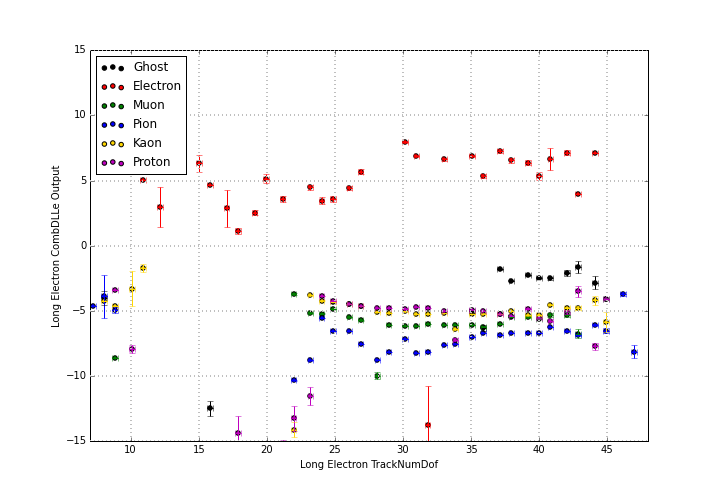 15
10
5
0
−5
−10
−15
Long Electron CombDLLe Output
Ghost
Electron
Muon
Pion
Kaon
Proton
10 15 20 25 30 35 40 45
Long Electron TrackNumDof